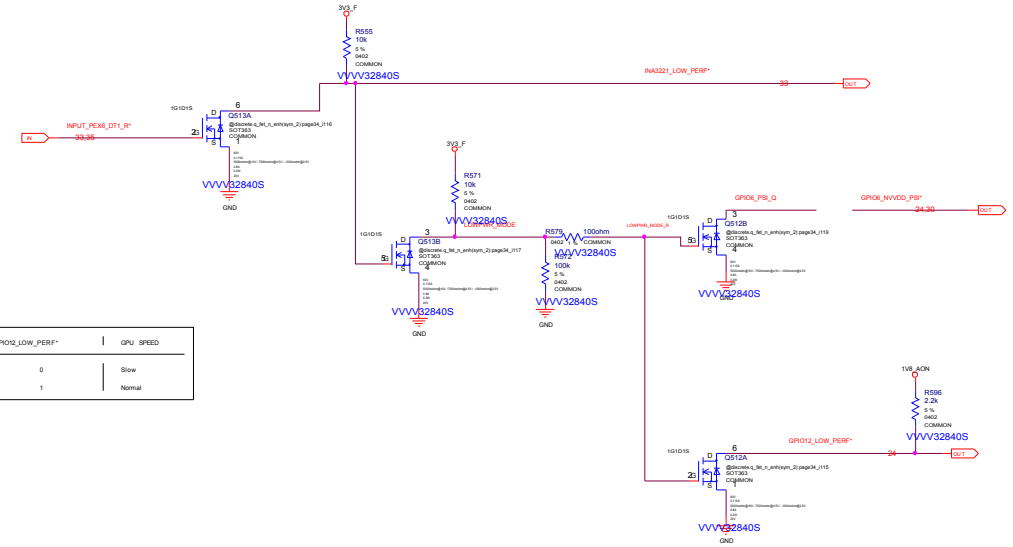 3V3_F
R555
10k
5 %
0402
COMMON
VVVV32840S
INA3221_LOW_PERF*
33
OUT
1G1D1S
D
6
Q513A
@discrete.q_fet_n_enh(sym_2):page34_i116
SOT363
COMMON
2
G
S
1
INPUT_PEX6_DT1_R*
IN
33,35
VVVV32840S
GND
3V3_F
R571
10k
5 %
0402
COMMON
VVVV32840S
LOWPWR_MODE
1G1D1S
D
3
Q513B
@discrete.q_fet_n_enh(sym_2):page34_i117
SOT363
COMMON
5
G
S
4
VVVV32840S
GND
R579
100ohm
0402
1 %
COMMON
VVVV32840S
R572
100k
5 %
0402
COMMON
VVVV32840S
GND
LOWPWR_MODE_R
GPIO6_PSI_Q
GPIO6_NVVDD_PSI*
24,30
OUT
1G1D1S
D
3
Q512B
@discrete.q_fet_n_enh(sym_2):page34_i119
SOT363
COMMON
5
G
S
4
VVVV32840S
GND
PIO12_LOW_PERF*
GPU SPEED
0
Slow
1
Normal
1V8_AON
R596
2.2k
5 %
0402
COMMON
VVVV32840S
GPIO12_LOW_PERF*
24
OUT
1G1D1S
D
6
Q512A
@discrete.q_fet_n_enh(sym_2):page34_i115
SOT363
COMMON
2
G
S
1
VVVV32840S
GND